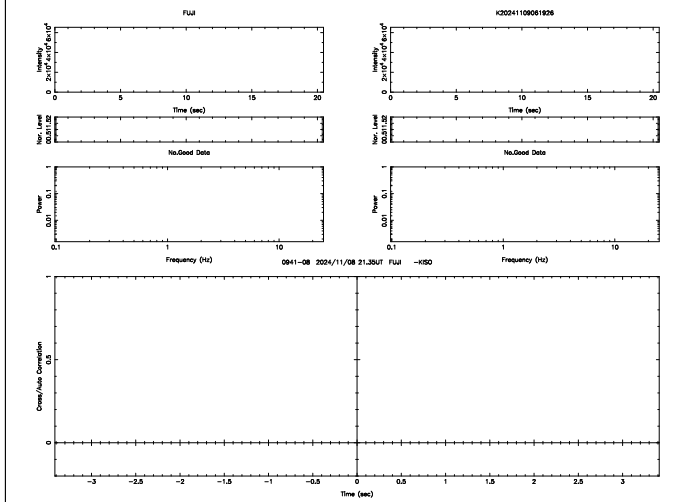 FUJI
K20241109061926
Intensity
2×10⁴ 4×10⁴ 6×10⁴
0 5 10 15 20
Time (sec)
Intensity
2×10⁴ 4×10⁴ 6×10⁴
0 5 10 15 20
Time (sec)
Nor. Level
00.511.52
No.Good Data
Nor. Level
00.511.52
No.Good Data
Power
0.01 0.1 1
0.1 1 10
Frequency (Hz)
Power
0.01 0.1 1
0.1 1 10
Frequency (Hz)
0941-08 2024/11/08 21.35UT FUJI -KISO
Cross/Auto Correlation
0 0.5 1
-3 -2.5 -2 -1.5 -1 -0.5 0 0.5 1 1.5 2 2.5 3
Time (sec)